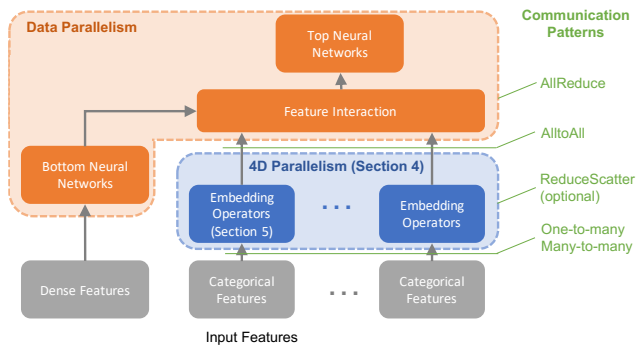 Communication
Patterns
Data Parallelism
Top Neural
Networks
AllReduce
Feature Interaction
AlltoAll
Bottom Neural
Networks
4D Parallelism (Section 4)
ReduceScatter
(optional)
Embedding
Operators
(Section 5)
...
Embedding
Operators
One-to-many
Many-to-many
Dense Features
Categorical
Features
...
Categorical
Features
Input Features